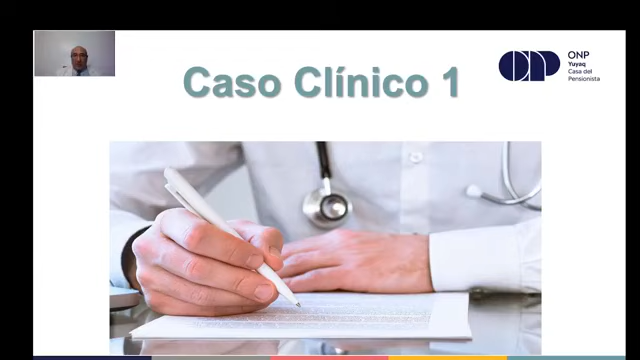 Caso Clínico 1
ONP
Yuyaq
Casa del
Pensionista